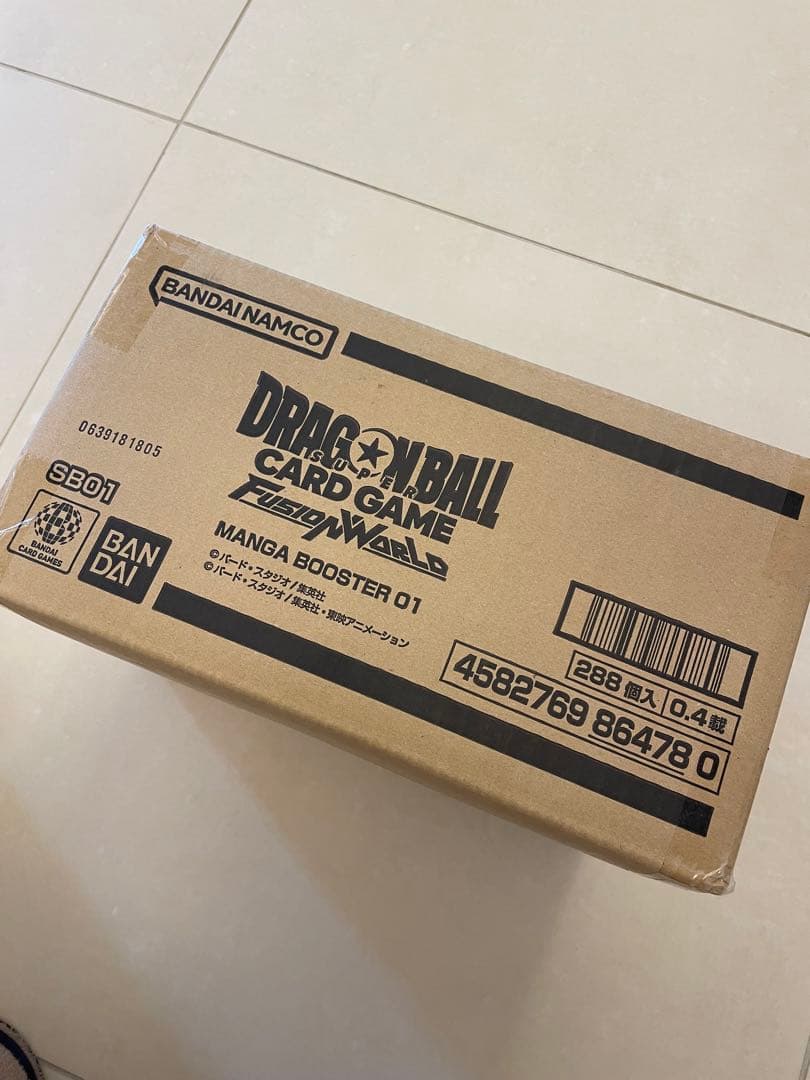 BANDAI NAMCO
0639181805
SB01
BANDAI
CARD GAMES
BAN
DAI
DRAGON BALL
SUPER
CARD GAME
FUSION WORLD
MANGA BOOSTER 01
©バード・スタジオ/集英社
©バード・スタジオ/集英社・東映アニメーション
288 個入 0.4 載
4582769 86478 0